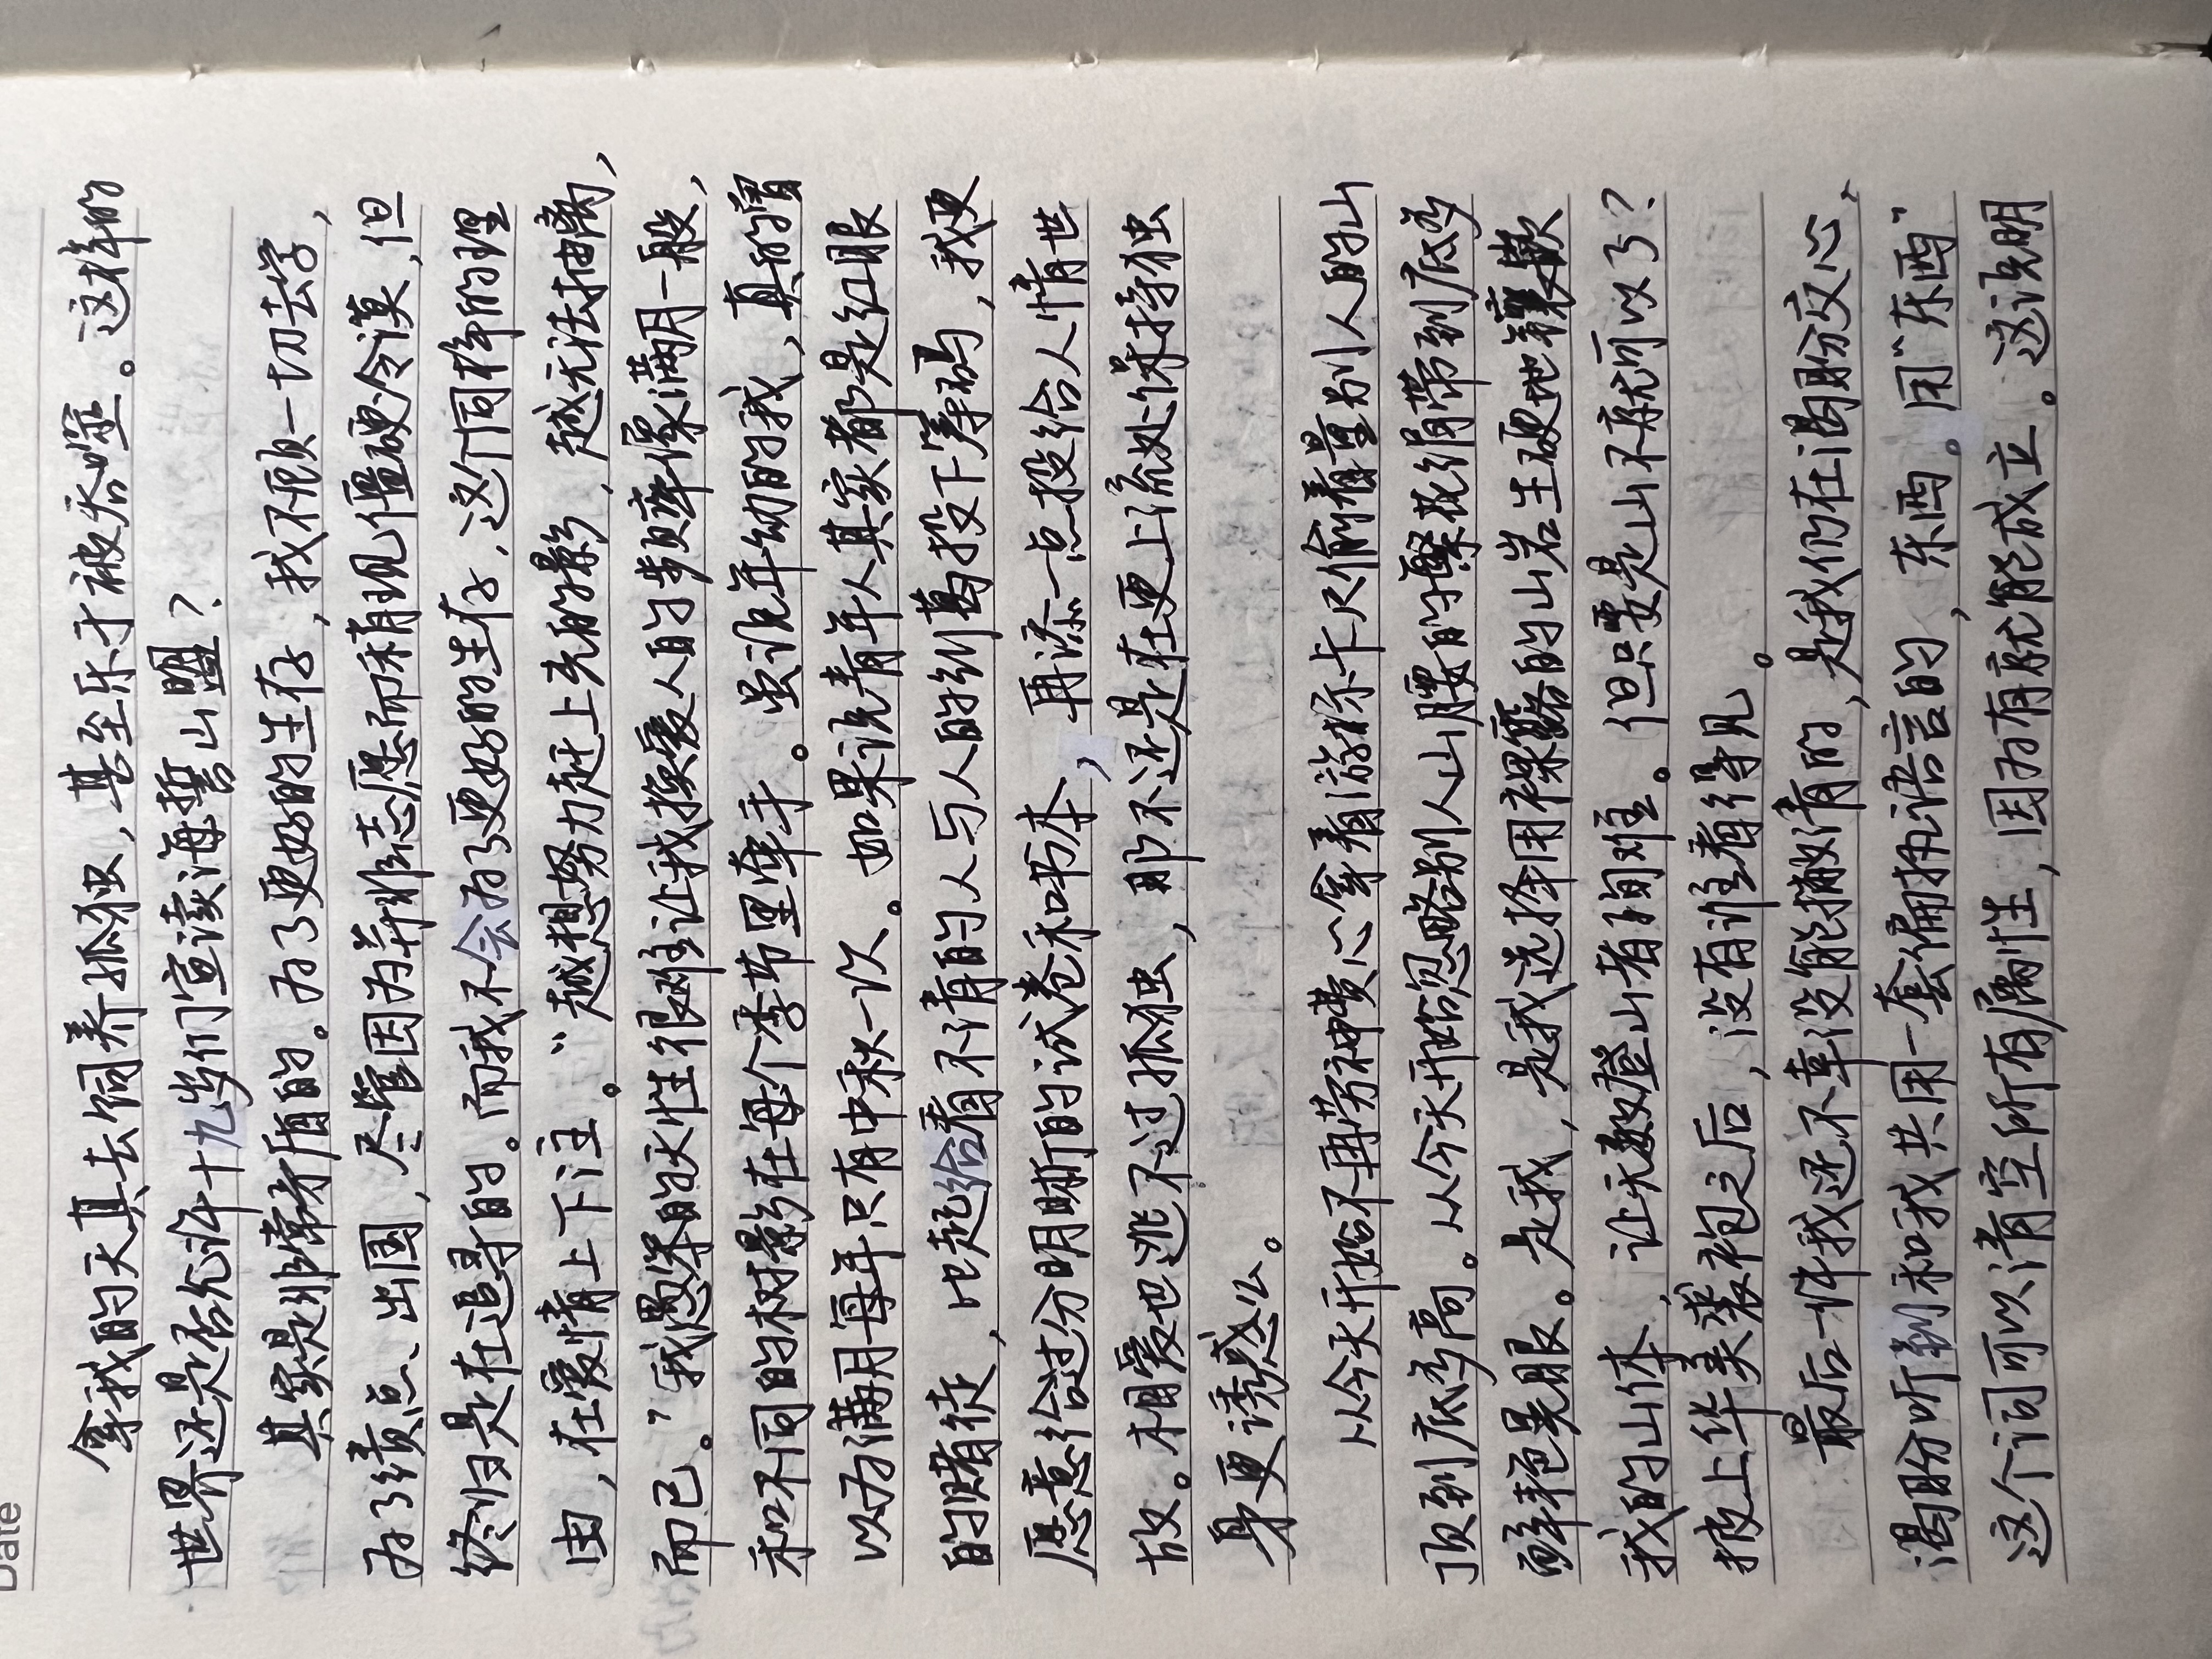 Date
拿我的天真去饲养孤独，甚至乐于被吞噬。这样的
世界还是否允许十九岁们宣读海誓山盟？
其实是非常矛盾的。为了更好的生存，我不顾一切去学，
为了绩点、出国，尽管因为并非志愿而稍现僵硬冷漠，但
终归是在追寻的。而我不会为了更好的生存，这个同样的理
由，在爱情上下注。“越想努力赶上光的影，越无法抽离，
而已。”我愚笨的天性很难让我换爱人的频率像满月一般，
和不同的树影在每个季节里牵手。虽说年幼的我，真的曾
以为满月每年只有中秋一次。如果说青年人其实都是红眼
的赌徒，比起给看不清的人与人的纠葛投下筹码，我更
愿意给过分明晰的试卷和书本，再添一点投给人情世
故。相爱也逃不过孤独，那不还是在更上流处保持独
身更诱惑么。
从今天开始不再劳神费心拿着游标卡尺偷着量别人的山
顶到底多高。从今天开始忽略别人山腰的繁花绢带到底多
鲜艳晃眼。是我，是我选择用裸露的山岩生硬地镶嵌
我的山体，让无数登山者殉难。但只要是山不就可以了？
披上华美裘袍之后，没有谁看得见。
最后一件我还不幸没能撇清的，是我仍在渴盼交心、
渴盼听到和我共用一套偏执语言的，东西。用“东西”
这个词可以清空所有属性，因为有就能成立。这说明